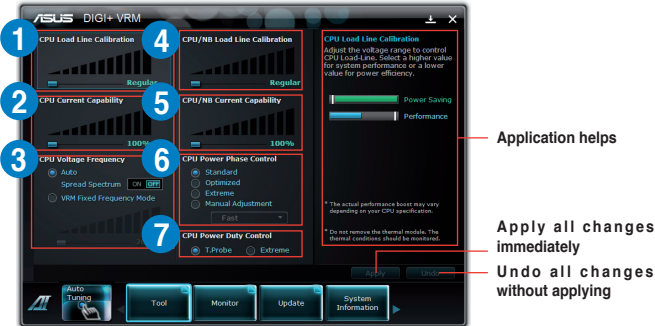 ASUS DIGI+ VRM
1
CPU Load Line Calibration
Regular
4
CPU/NB Load Line Calibration
Regular
2
CPU Current Capability
100%
5
CPU/NB Current Capability
100%
3
CPU Voltage Frequency
Auto
Spread Spectrum ON OFF
VRM Fixed Frequency Mode
6
CPU Power Phase Control
Standard
Optimized
Extreme
Manual Adjustment
Fast
7
CPU Power Duty Control
T.Probe Extreme
CPU Load Line Calibration
Adjust the voltage range to control
CPU Load-Line. Select a higher value
for system performance or a lower
value for power efficiency.
Power Saving
Performance
* The actual performance boost may vary
depending on your CPU specification.
* Do not remove the thermal module. The
thermal conditions should be monitored.
Apply Undo
Auto
Tuning
Tool
Monitor
Update
System
Information
Application helps
Apply all changes
immediately
Undo all changes
without applying